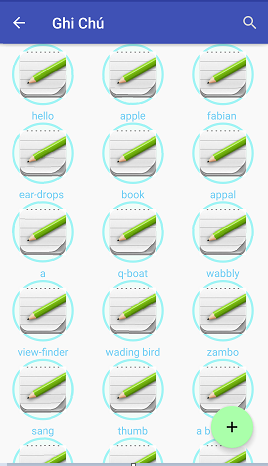 Ghi Chú
hello apple fabian
ear-drops book appal
a q-boat wabbly
view-finder wading bird zambo
sang thumb a b